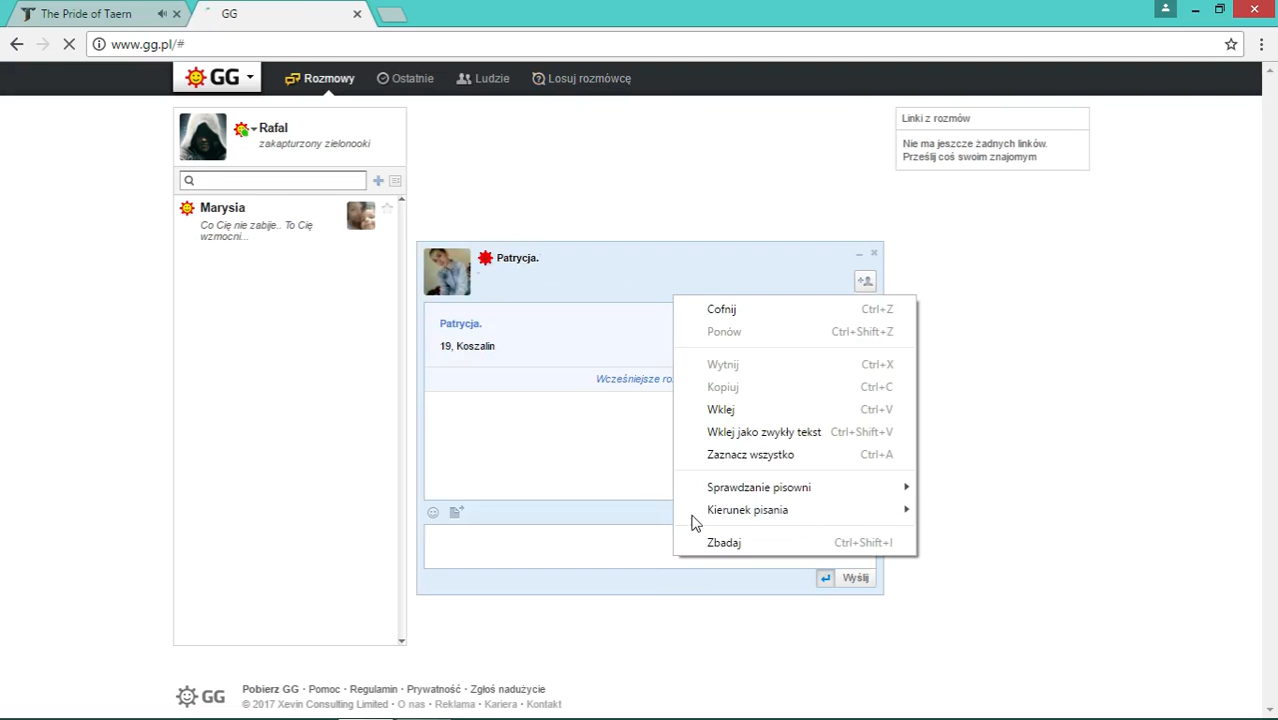 The Pride of Taern
GG
www.gg.pl/#
GG
Rozmowy
Ostatnie
Ludzie
Losuj rozmówcę
Rafal
zakapturzony zielonooki
Marysia
Co Cię nie zabije.. To Cię
wzmocni...
Linki z rozmów
Nie ma jeszcze żadnych linków.
Prześlij coś swoim znajomym
Patrycja.
Patrycja.
19, Koszalin
Wcześniejsze
Cofnij Ctrl+Z
Ponów Ctrl+Shift+Z
Wytnij Ctrl+X
Kopiuj Ctrl+C
Wklej Ctrl+V
Wklej jako zwykły tekst Ctrl+Shift+V
Zaznacz wszystko Ctrl+A
Sprawdzanie pisowni
Kierunek pisania
Zbadaj Ctrl+Shift+I
Wyślij
GG
Pobierz GG · Pomoc · Regulamin · Prywatność · Zgłoś nadużycie
© 2017 Xevin Consulting Limited · O nas · Reklama · Kariera · Kontakt